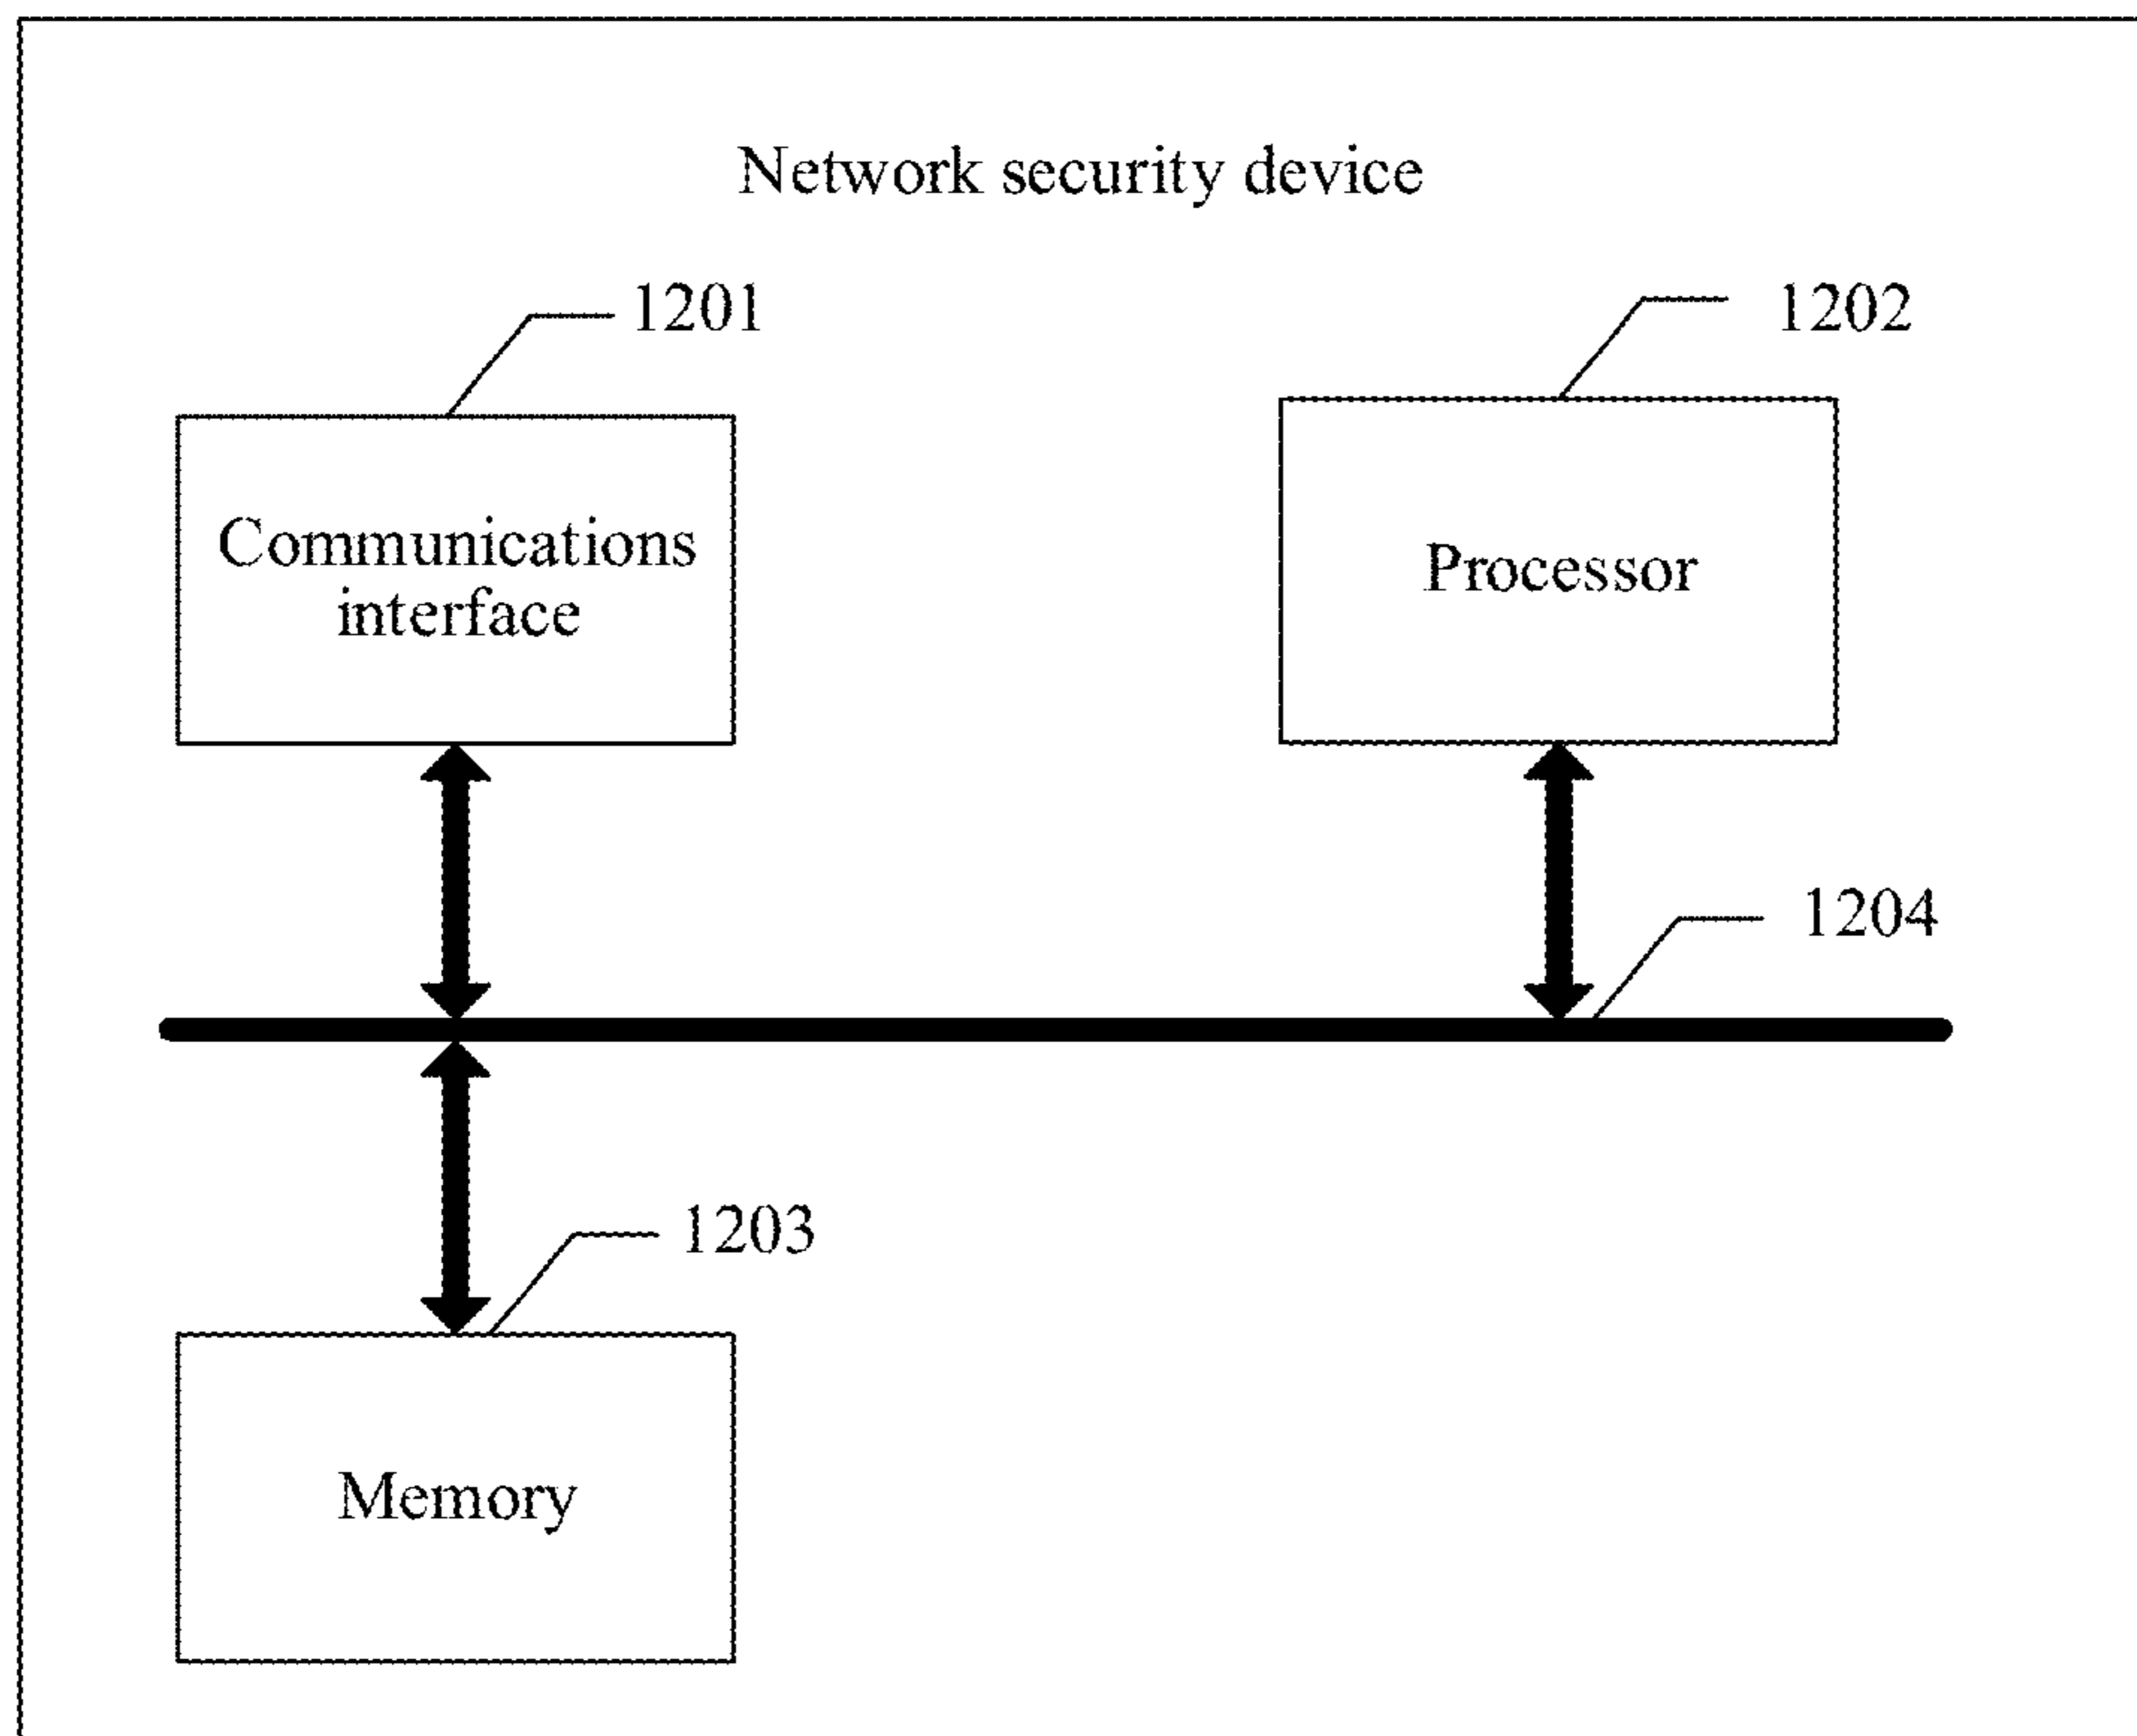 Network security device
1201
1202
Communications
interface
Processor
1204
1203
Memory